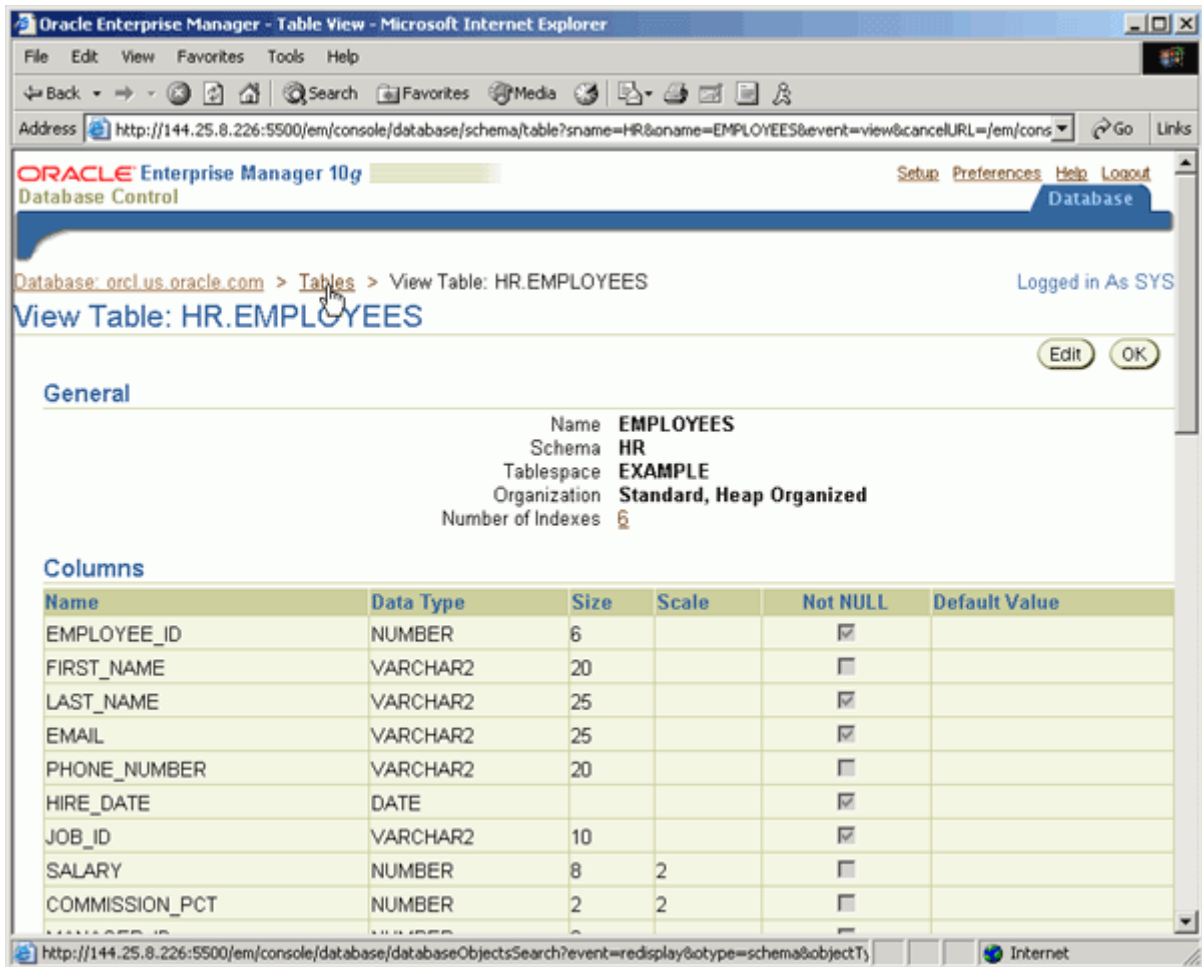 Oracle Enterprise Manager - Table View - Microsoft Internet Explorer
File Edit View Favorites Tools Help
Back Search Favorites Media
Address http://144.25.8.226:5500/em/console/database/schema/table?sname=HR&oname=EMPLOYEES&event=view&cancelURL=/em/cons Go Links
ORACLE Enterprise Manager 10g Setup Preferences Help Logout
Database Control Database
Database: orcl.us.oracle.com > Tables > View Table: HR.EMPLOYEES Logged in As SYS
View Table: HR.EMPLOYEES
Edit OK
General
Name EMPLOYEES
Schema HR
Tablespace EXAMPLE
Organization Standard, Heap Organized
Number of Indexes 6
Columns
Name Data Type Size Scale Not NULL Default Value
EMPLOYEE_ID NUMBER 6
FIRST_NAME VARCHAR2 20
LAST_NAME VARCHAR2 25
EMAIL VARCHAR2 25
PHONE_NUMBER VARCHAR2 20
HIRE_DATE DATE
JOB_ID VARCHAR2 10
SALARY NUMBER 8 2
COMMISSION_PCT NUMBER 2 2
http://144.25.8.226:5500/em/console/database/databaseObjectsSearch?event=redisplay&otype=schema&objectTy Internet